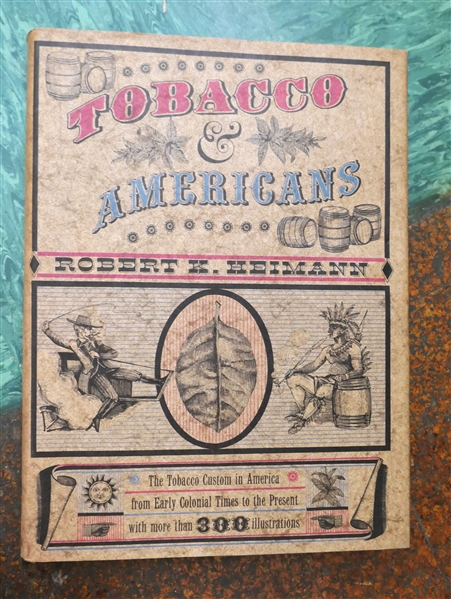 TOBACCO
&
AMERICANS
ROBERT K. HEIMANN
The Tobacco Custom in America
from Early Colonial Times to the Present
with more than 300 illustrations